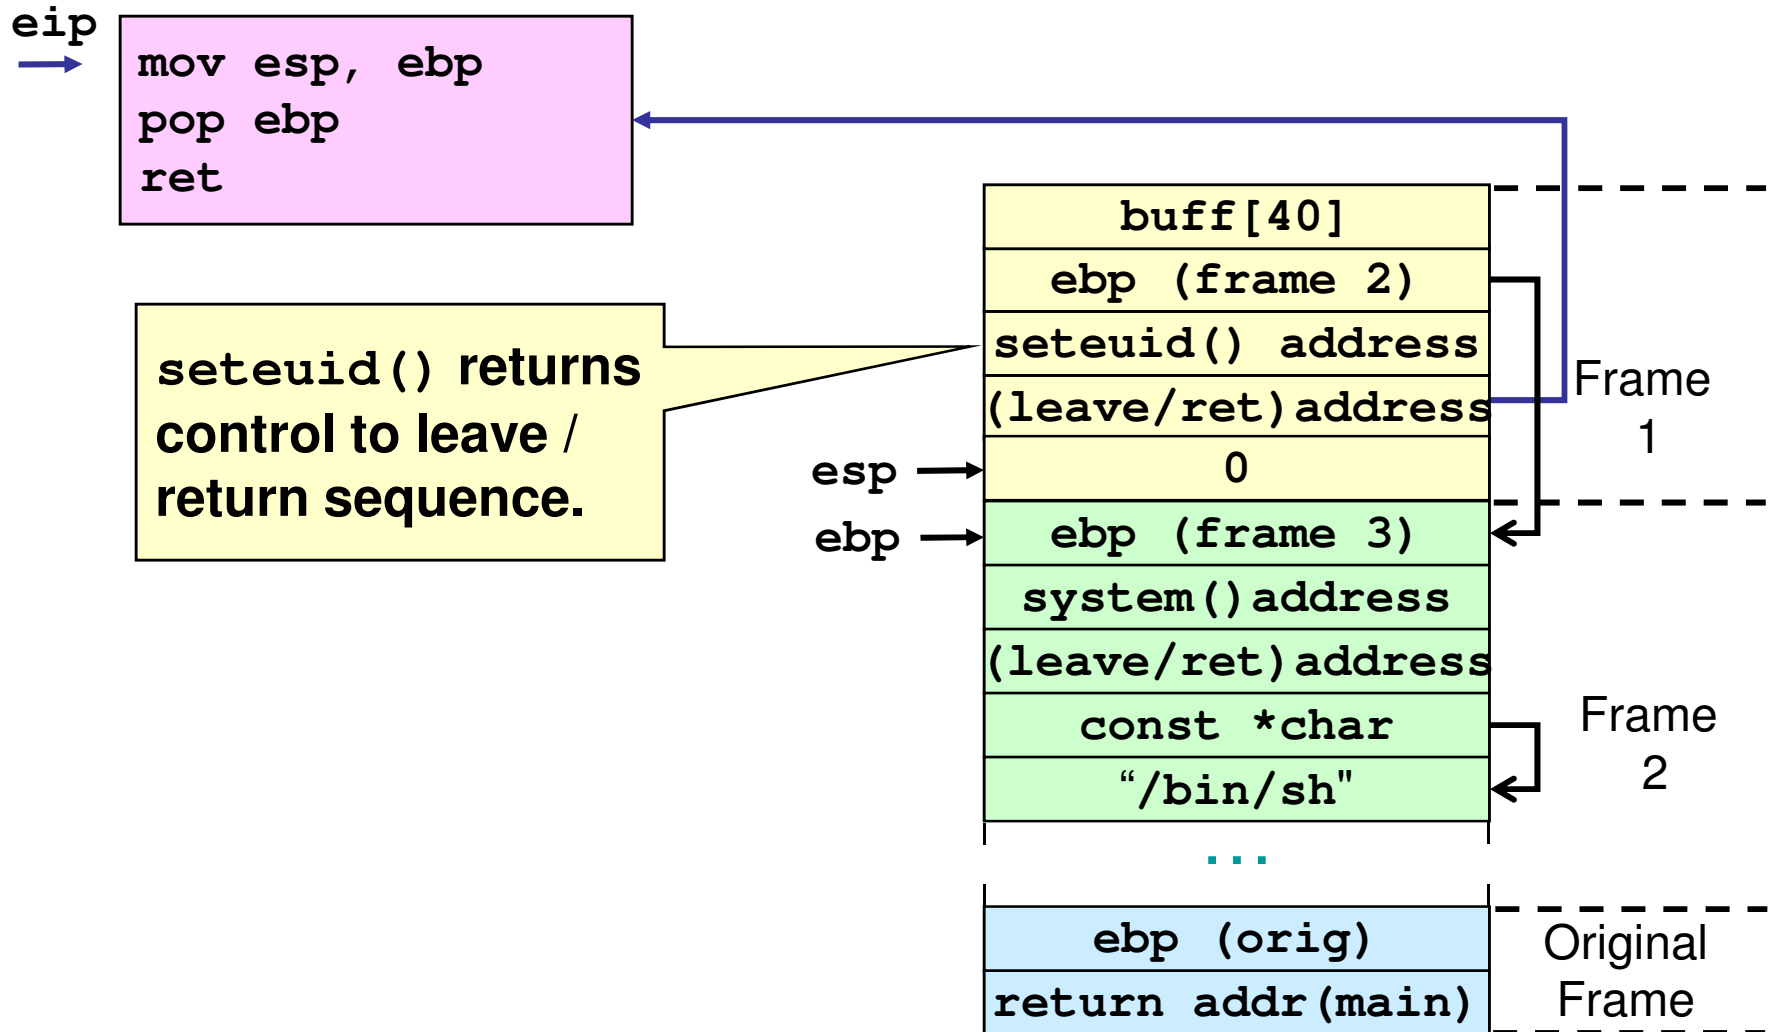 eip
mov esp, ebp
pop ebp
ret
seteuid() returns
control to leave /
return sequence.
esp
ebp
buff[40]
ebp (frame 2)
seteuid() address
(leave/ret)address
0
ebp (frame 3)
system()address
(leave/ret)address
const *char
“/bin/sh"
...
ebp (orig)
return addr(main)
Frame
1
Frame
2
Original
Frame